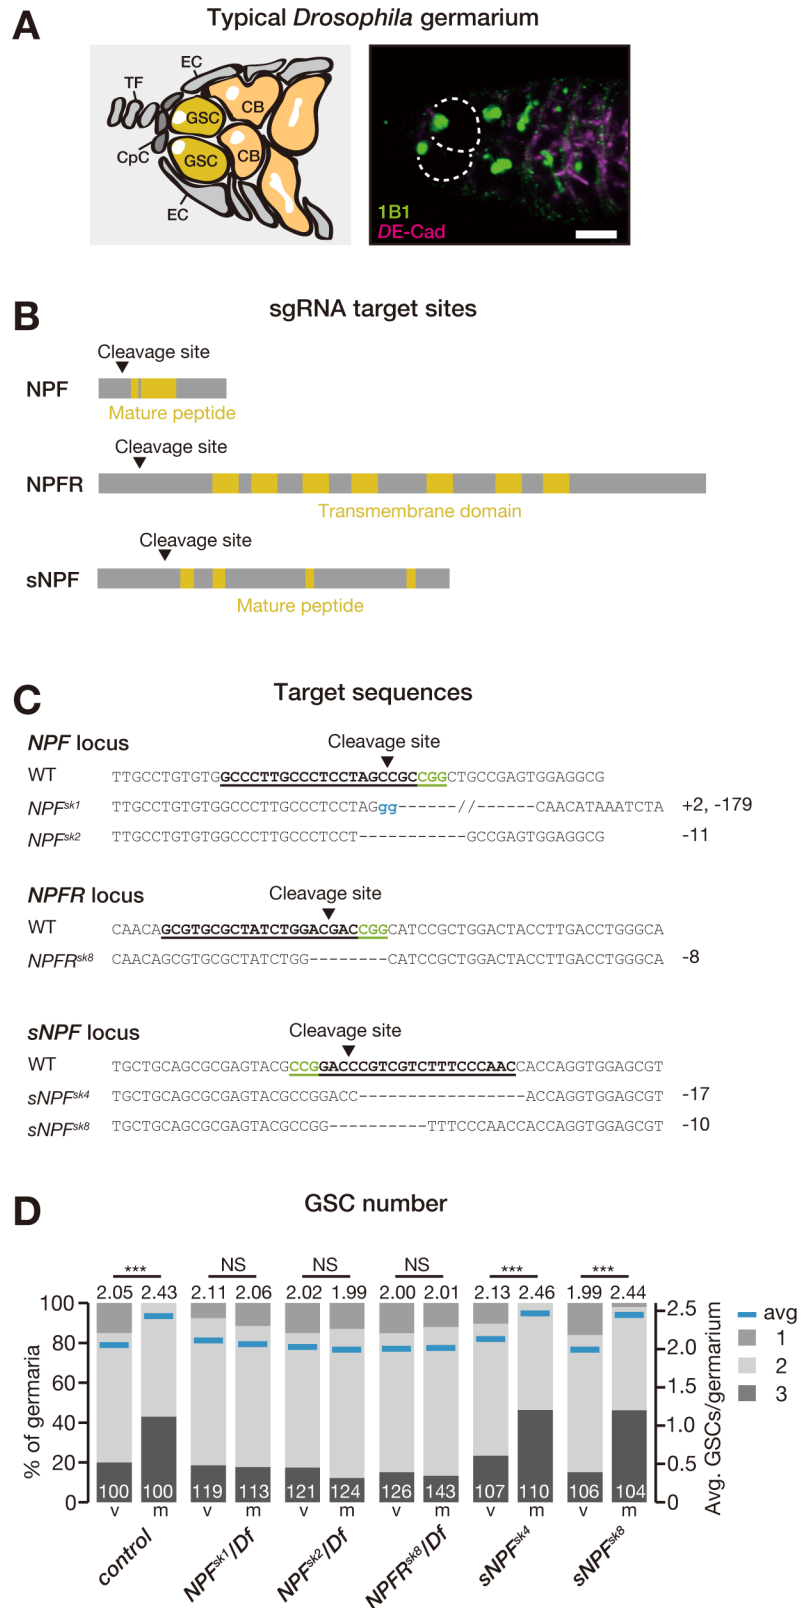 A
Typical Drosophila germarium
EC
TF
GSC
CB
CpC
GSC
CB
EC
1B1
DE-Cad
B
sgRNA target sites
Cleavage site
NPF
Mature peptide
Cleavage site
NPFR
Transmembrane domain
Cleavage site
sNPF
Mature peptide
C
Target sequences
NPF locus
Cleavage site
WT TTGCCTGTGTGGCCCTTGCCCTCCTAGCCGCCGGCTGCCGAGTGGAGGCG
NPFsk1 TTGCCTGTGTGGCCCTTGCCCTCCTAGgg------//------CAACATAAATCTA +2, -179
NPFsk2 TTGCCTGTGTGGCCCTTGCCCTCCT-----------GCCGAGTGGAGGCG -11
NPFR locus
Cleavage site
WT CAACAGCGTGCGCTATCTGGACGACCGGCATCCGCTGGACTACCTTGACCTGGGCA
NPFRsk8 CAACAGCGTGCGCTATCTGG--------CATCCGCTGGACTACCTTGACCTGGGCA -8
sNPF locus
Cleavage site
WT TGCTGCAGCGCGAGTACGCCGGACCCGTCGTCTTTCCCAACCACCAGGTGGAGCGT
sNPFsk4 TGCTGCAGCGCGAGTACGCCGGACC-----------------ACCAGGTGGAGCGT -17
sNPFsk8 TGCTGCAGCGCGAGTACGCCGG----------TTTCCCAACCACCAGGTGGAGCGT -10
D
GSC number
*** NS NS NS *** ***
2.05 2.43 2.11 2.06 2.02 1.99 2.00 2.01 2.13 2.46 1.99 2.44
100
80
60
40
20
0
% of germaria
2.5
2.0
1.5
1.0
0.5
0
Avg. GSCs/germarium
avg
1
2
3
100 100 119 113 121 124 126 143 107 110 106 104
v m v m v m v m v m v m
control
NPFsk1/Df
NPFsk2/Df
NPFRsk8/Df
sNPFsk4
sNPFsk8